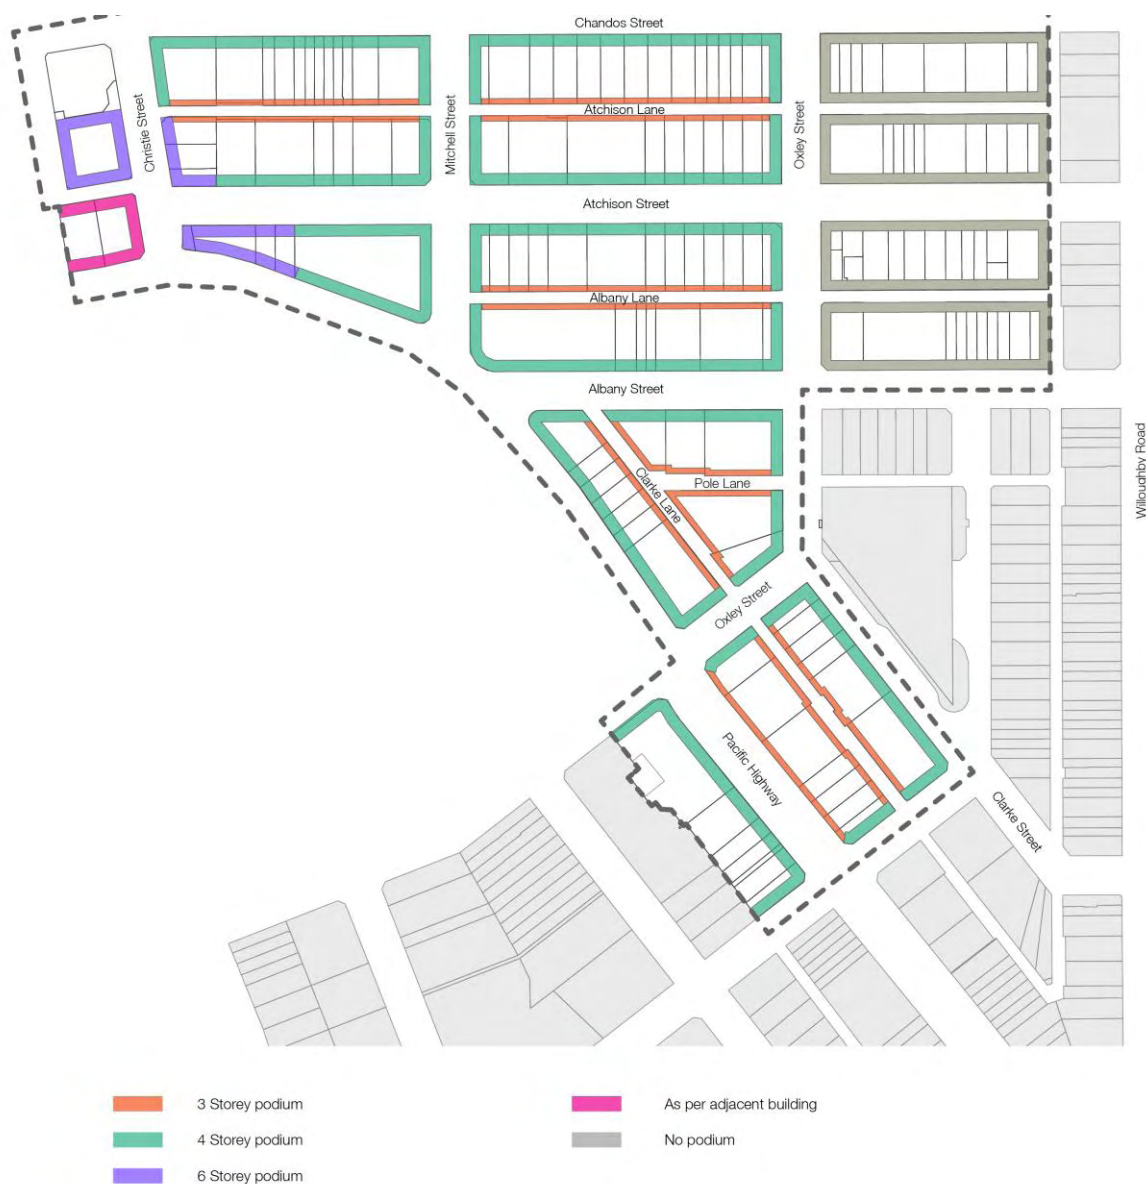 Chandos Street
Atchison Lane
Christie Street
Mitchell Street
Oxley Street
Atchison Street
Albany Lane
Albany Street
Willoughby Road
Clarke Lane
Pole Lane
Oxley Street
Pacific Highway
Clarke Street
3 Storey podium
As per adjacent building
4 Storey podium
No podium
6 Storey podium